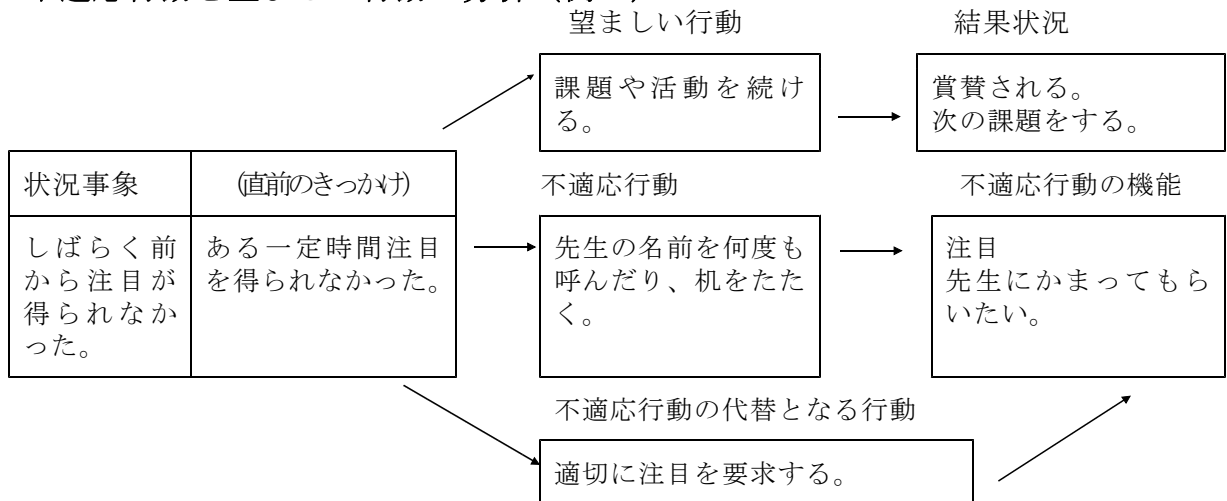 望ましい行動
結果状況
課題や活動を続け
る。
賞賛される。
次の課題をする。
状況事象
(直前のきっかけ)
不適応行動
不適応行動の機能
しばらく前
から注目が
得られなか
った。
ある一定時間注目
を得られなかった。
先生の名前を何度も
呼んだり、机をたた
く。
注目
先生にかまってもら
いたい。
不適応行動の代替となる行動
適切に注目を要求する。